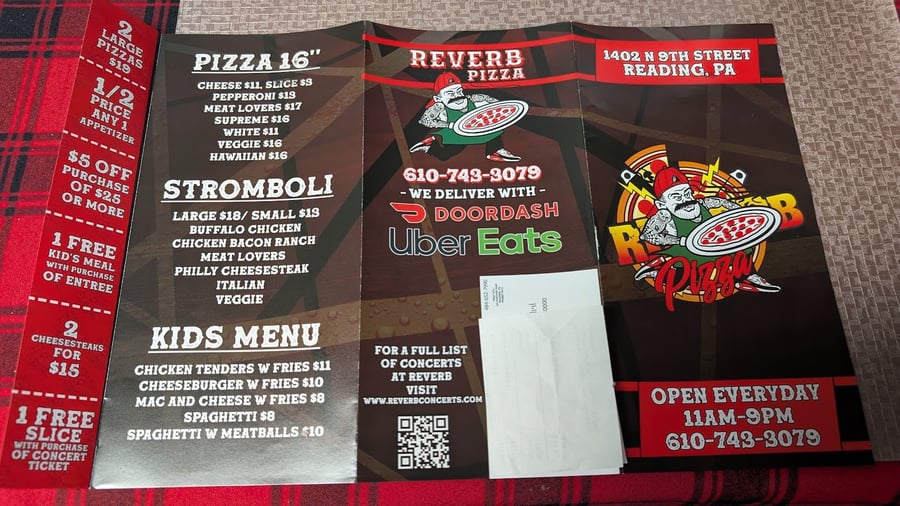 2
LARGE
PIZZAS
$19
1/2
PRICE
ANY 1
APPETIZER
$5 OFF
PURCHASE
OF $25
OR MORE
1 FREE
KID'S MEAL
WITH PURCHASE
OF ENTREE
2
CHEESESTEAKS
FOR
$15
1 FREE
SLICE
WITH PURCHASE
OF CONCERT
TICKET
PIZZA 16"
CHEESE $11, SLICE $3
PEPPERONI $13
MEAT LOVERS $17
SUPREME $16
WHITE $11
VEGGIE $16
HAWAIIAN $16
STROMBOLI
LARGE $18/ SMALL $13
BUFFALO CHICKEN
CHICKEN BACON RANCH
MEAT LOVERS
PHILLY CHEESESTEAK
ITALIAN
VEGGIE
KIDS MENU
CHICKEN TENDERS W FRIES $11
CHEESEBURGER W FRIES $10
MAC AND CHEESE W FRIES $8
SPAGHETTI $8
SPAGHETTI W MEATBALLS $10
REVERB
PIZZA
610-743-3079
- WE DELIVER WITH -
DOORDASH
Uber Eats
484-652-7990
FOR A FULL LIST
OF CONCERTS
AT REVERB
VISIT
WWW.REVERBCONCERTS.COM
1402 N 9TH STREET
READING, PA
Pizza
OPEN EVERYDAY
11AM-9PM
610-743-3079